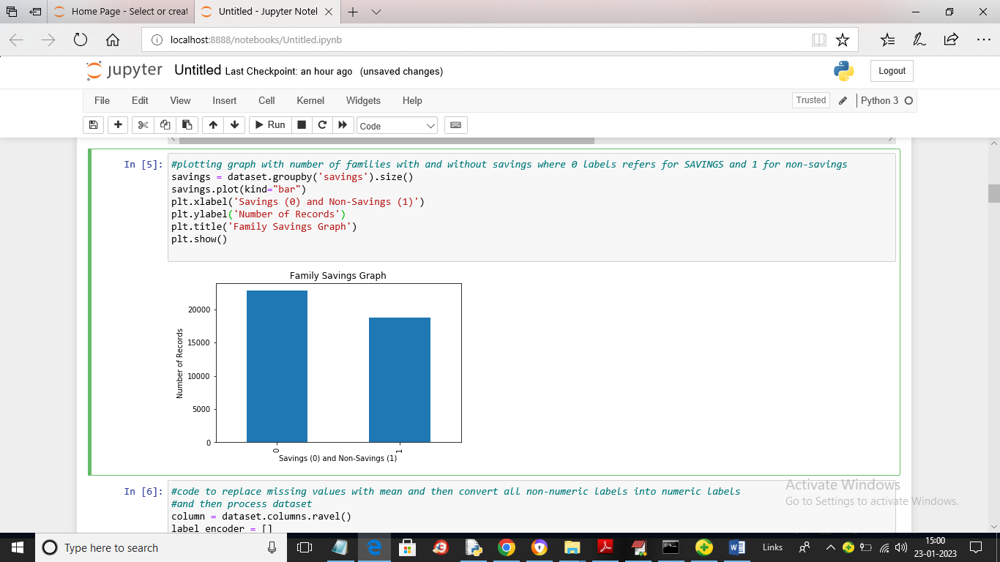 Home Page - Select or creat
Untitled - Jupyter Notel
localhost:8888/notebooks/Untitled.ipynb
jupyter Untitled Last Checkpoint: an hour ago (unsaved changes)
Logout
File Edit View Insert Cell Kernel Widgets Help
Trusted Python 3
Run Code
In [5]: #plotting graph with number of families with and without savings where 0 labels refers for SAVINGS and 1 for non-savings
savings = dataset.groupby('savings').size()
savings.plot(kind="bar")
plt.xlabel('Savings (0) and Non-Savings (1)')
plt.ylabel('Number of Records')
plt.title('Family Savings Graph')
plt.show()
Family Savings Graph
20000
15000
10000
5000
0
Number of Records
0 1
Savings (0) and Non-Savings (1)
In [6]: #code to replace missing values with mean and then convert all non-numeric labels into numeric labels
#and then process dataset
column = dataset.columns.ravel()
label encoder = []
Activate Windows
Go to Settings to activate Windows.
Type here to search
Links
15:00
23-01-2023